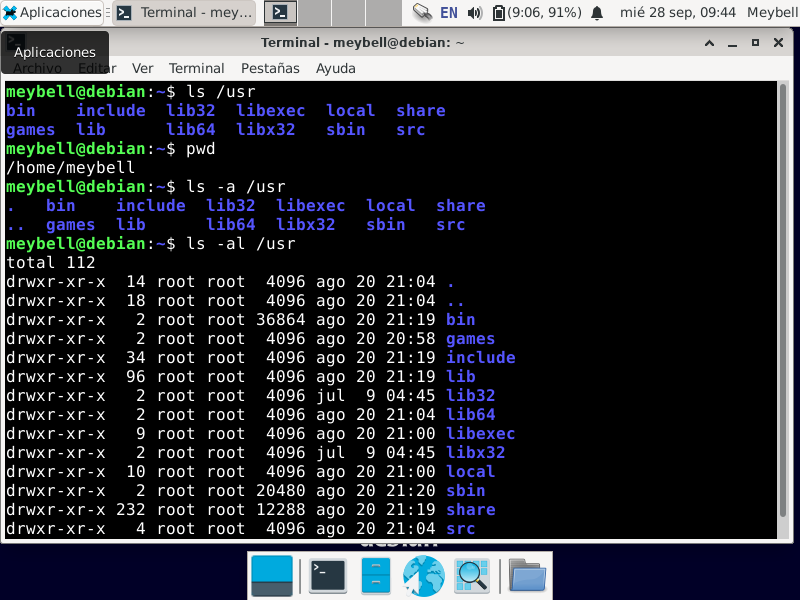 Aplicaciones
Terminal - mey...
EN
(9:06, 91%)
mié 28 sep, 09:44
Meybell
Terminal - meybell@debian: ~
Aplicaciones
Archivo Editar Ver Terminal Pestañas Ayuda
meybell@debian:~$ ls /usr
bin include lib32 libexec local share
games lib lib64 libx32 sbin src
meybell@debian:~$ pwd
/home/meybell
meybell@debian:~$ ls -a /usr
. bin include lib32 libexec local share
.. games lib lib64 libx32 sbin src
meybell@debian:~$ ls -al /usr
total 112
drwxr-xr-x 14 root root 4096 ago 20 21:04 .
drwxr-xr-x 18 root root 4096 ago 20 21:04 ..
drwxr-xr-x 2 root root 36864 ago 20 21:19 bin
drwxr-xr-x 2 root root 4096 ago 20 20:58 games
drwxr-xr-x 34 root root 4096 ago 20 21:19 include
drwxr-xr-x 96 root root 4096 ago 20 21:19 lib
drwxr-xr-x 2 root root 4096 jul 9 04:45 lib32
drwxr-xr-x 2 root root 4096 ago 20 21:04 lib64
drwxr-xr-x 9 root root 4096 ago 20 21:00 libexec
drwxr-xr-x 2 root root 4096 jul 9 04:45 libx32
drwxr-xr-x 10 root root 4096 ago 20 21:00 local
drwxr-xr-x 2 root root 20480 ago 20 21:20 sbin
drwxr-xr-x 232 root root 12288 ago 20 21:19 share
drwxr-xr-x 4 root root 4096 ago 20 21:04 src